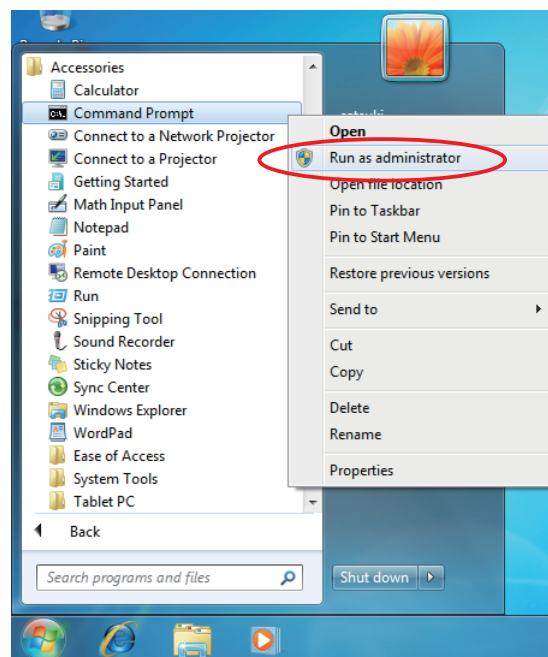 Accessories
Calculator
Command Prompt
Connect to a Network Projector
Connect to a Projector
Getting Started
Math Input Panel
Notepad
Paint
Remote Desktop Connection
Run
Snipping Tool
Sound Recorder
Sticky Notes
Sync Center
Windows Explorer
WordPad
Ease of Access
System Tools
Tablet PC
Back
Search programs and files
Open
Run as administrator
Open file location
Pin to Taskbar
Pin to Start Menu
Restore previous versions
Send to
Cut
Copy
Delete
Rename
Properties
Shut down